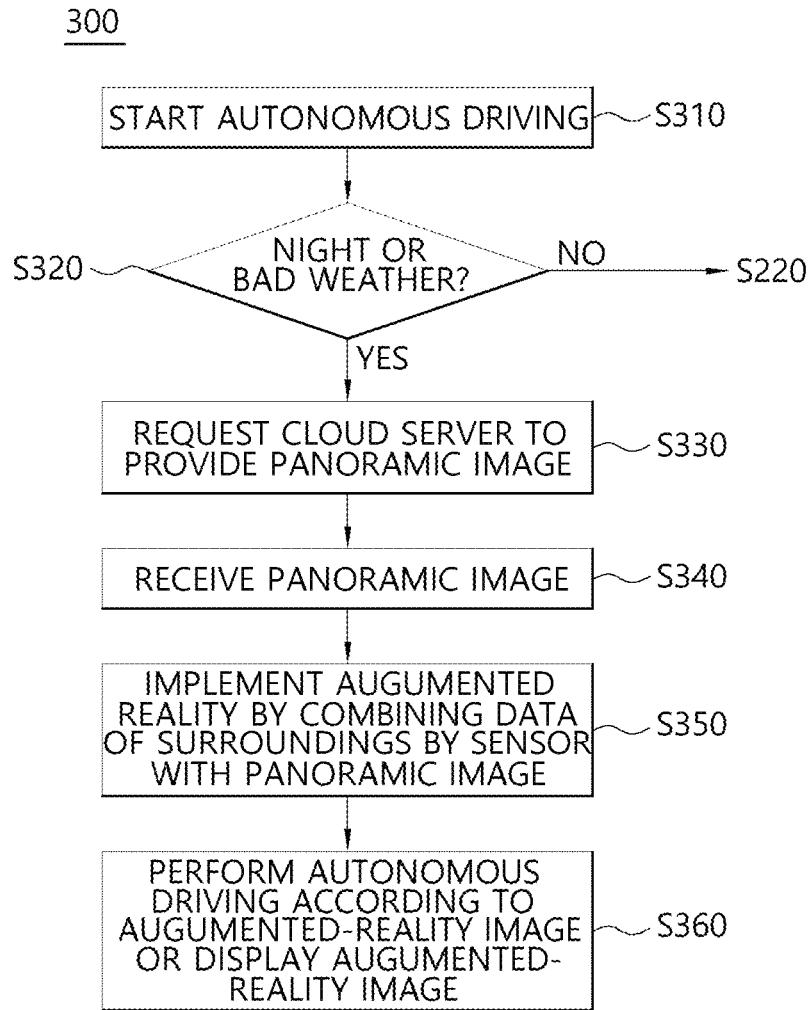 300
START AUTONOMOUS DRIVING
S310
NIGHT OR
BAD WEATHER?
S320
NO
S220
YES
REQUEST CLOUD SERVER TO
PROVIDE PANORAMIC IMAGE
S330
RECEIVE PANORAMIC IMAGE
S340
IMPLEMENT AUGUMENTED
REALITY BY COMBINING DATA
OF SURROUNDINGS BY SENSOR
WITH PANORAMIC IMAGE
S350
PERFORM AUTONOMOUS
DRIVING ACCORDING TO
AUGUMENTED-REALITY IMAGE
OR DISPLAY AUGUMENTED-
REALITY IMAGE
S360